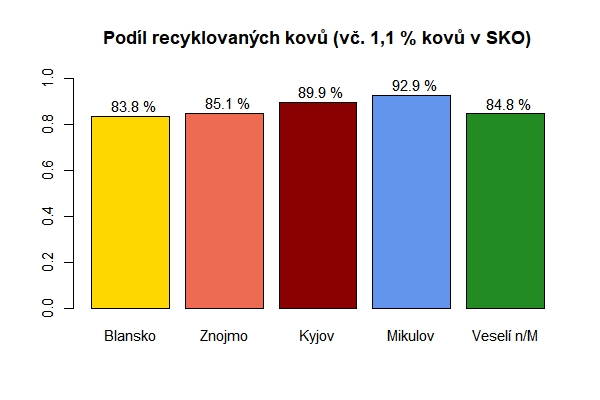 Podíl recyklovaných kovů (vč. 1,1 % kovů v SKO)
1.0
0.8
0.6
0.4
0.2
0.0
83.8 %
85.1 %
89.9 %
92.9 %
84.8 %
Blansko
Znojmo
Kyjov
Mikulov
Veselí n/M